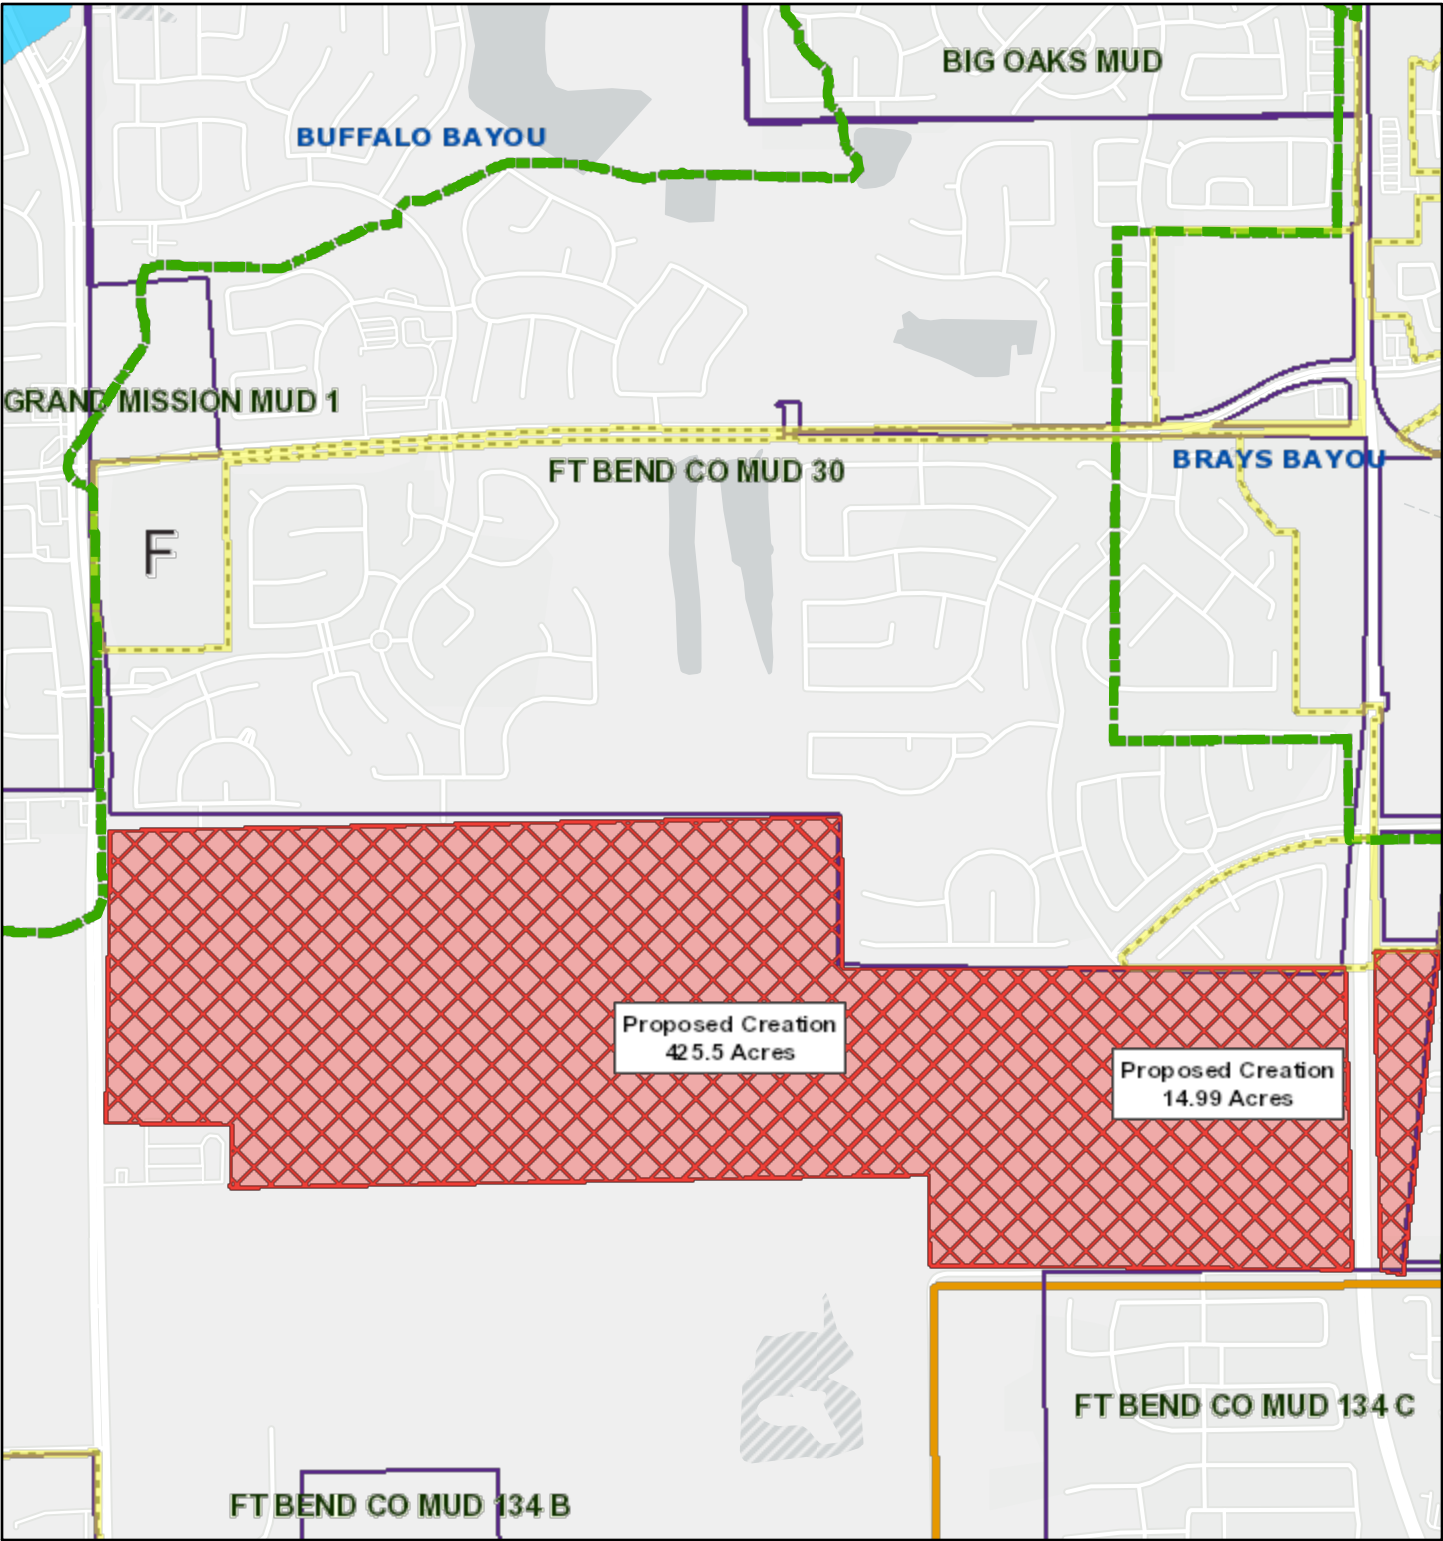 BIG OAKS MUD
BUFFALO BAYOU
GRAND MISSION MUD 1
FT BEND CO MUD 30
BRAYS BAYOU
F
Proposed Creation
425.5 Acres
Proposed Creation
14.99 Acres
FT BEND CO MUD 134 C
FT BEND CO MUD 134 B